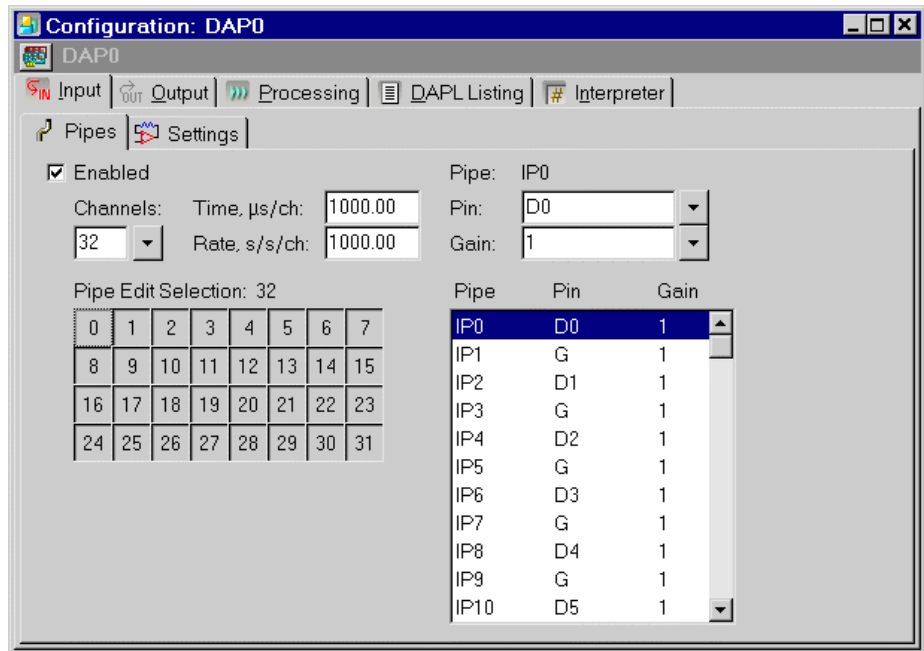 Configuration: DAP0
DAP0
IN Input OUT Output Processing DAPL Listing # Interpreter
Pipes Settings
Enabled Pipe: IP0
Channels: Time, µs/ch: 1000.00 Pin: D0
32 Rate, s/s/ch: 1000.00 Gain: 1
Pipe Edit Selection: 32 Pipe Pin Gain
0 1 2 3 4 5 6 7
8 9 10 11 12 13 14 15
16 17 18 19 20 21 22 23
24 25 26 27 28 29 30 31
IP0 D0 1
IP1 G 1
IP2 D1 1
IP3 G 1
IP4 D2 1
IP5 G 1
IP6 D3 1
IP7 G 1
IP8 D4 1
IP9 G 1
IP10 D5 1